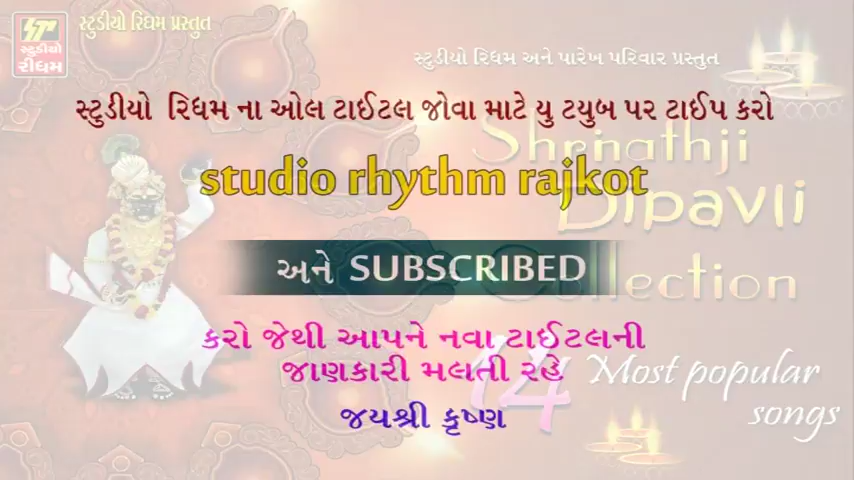 સ્ટુડીયો રિધમ પ્રસ્તુત
ST
સ્ટુડીયો
રીધમ
સ્ટુડીયો રિધમ અને પારેખ પરિવાર પ્રસ્તુત
સ્ટુડીયો રિધમ ના ઓલ ટાઈટલ જોવા માટે યુ ટયુબ પર ટાઈપ કરો
Shrinathji
studio rhythm rajkot
Dipavli
અને SUBSCRIBED
Collection
કરો જેથી આપને નવા ટાઈટલની
જાણકારી મલતી રહે
14 Most popular
songs
જયશ્રી કૃષ્ણ